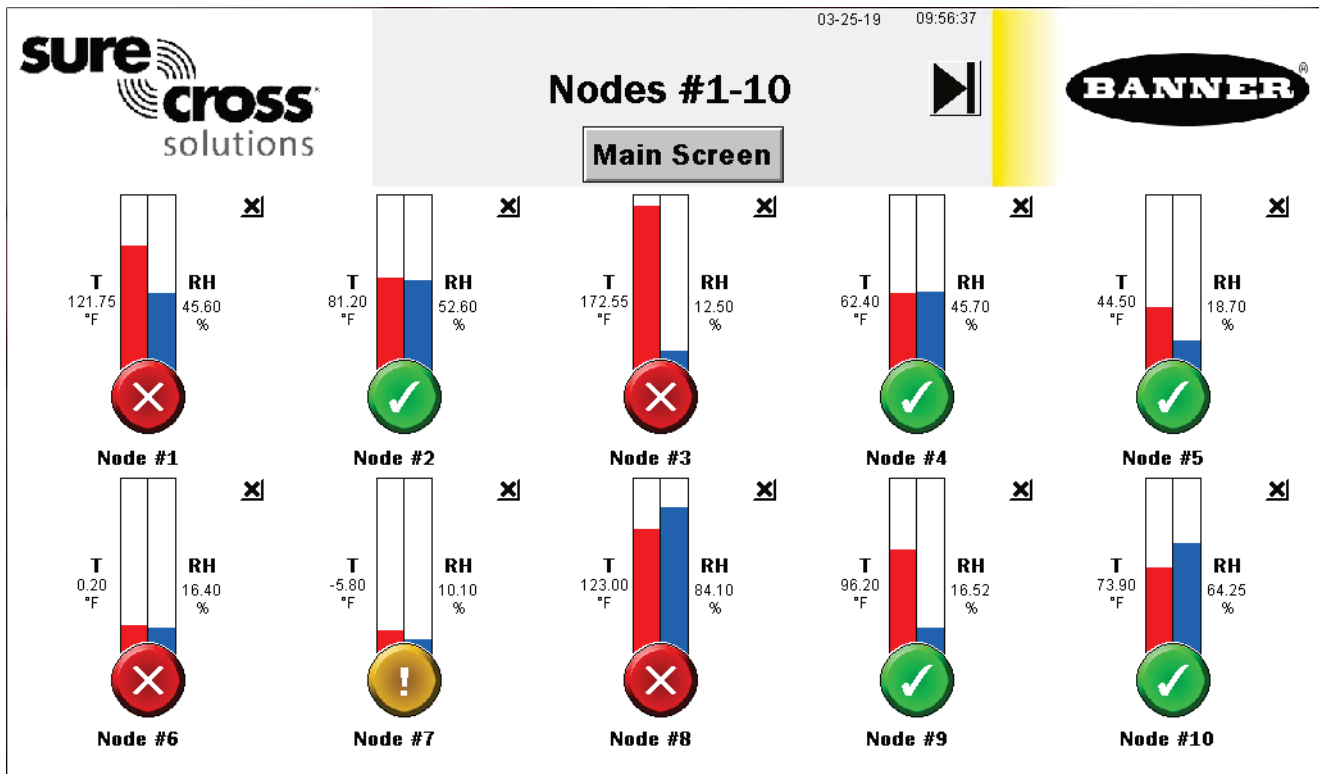 03-25-19 09:56:37
sure
cross
solutions
Nodes #1-10
BANNER®
Main Screen
T RH
121.75 45.60
°F %
Node #1
T RH
81.20 52.60
°F %
Node #2
T RH
172.55 12.50
°F %
Node #3
T RH
62.40 45.70
°F %
Node #4
T RH
44.50 18.70
°F %
Node #5
T RH
0.20 16.40
°F %
Node #6
T RH
-5.80 10.10
°F %
Node #7
T RH
123.00 84.10
°F %
Node #8
T RH
96.20 16.52
°F %
Node #9
T RH
73.90 64.25
°F %
Node #10